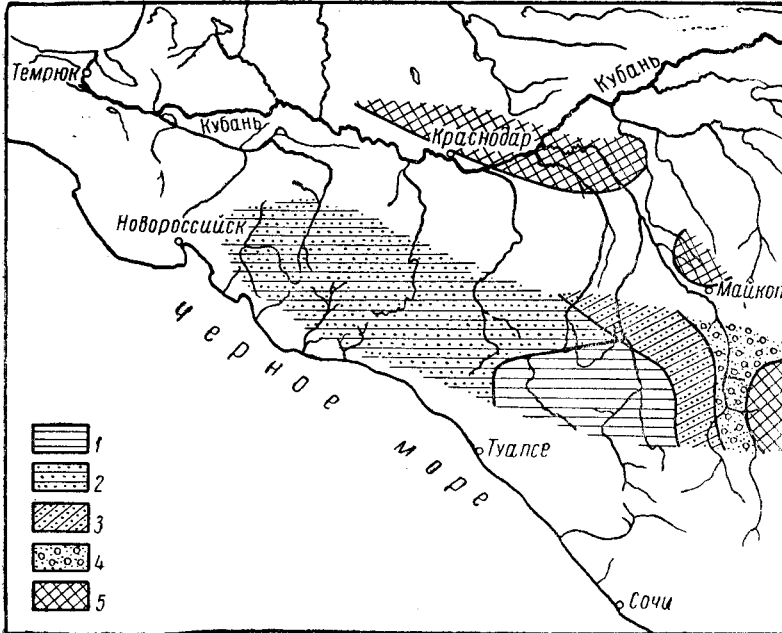 Темрюк
Кубань
Кубань
Краснодар
Новороссийск
Майкоп
Черное море
Туапсе
Сочи
1
2
3
4
5